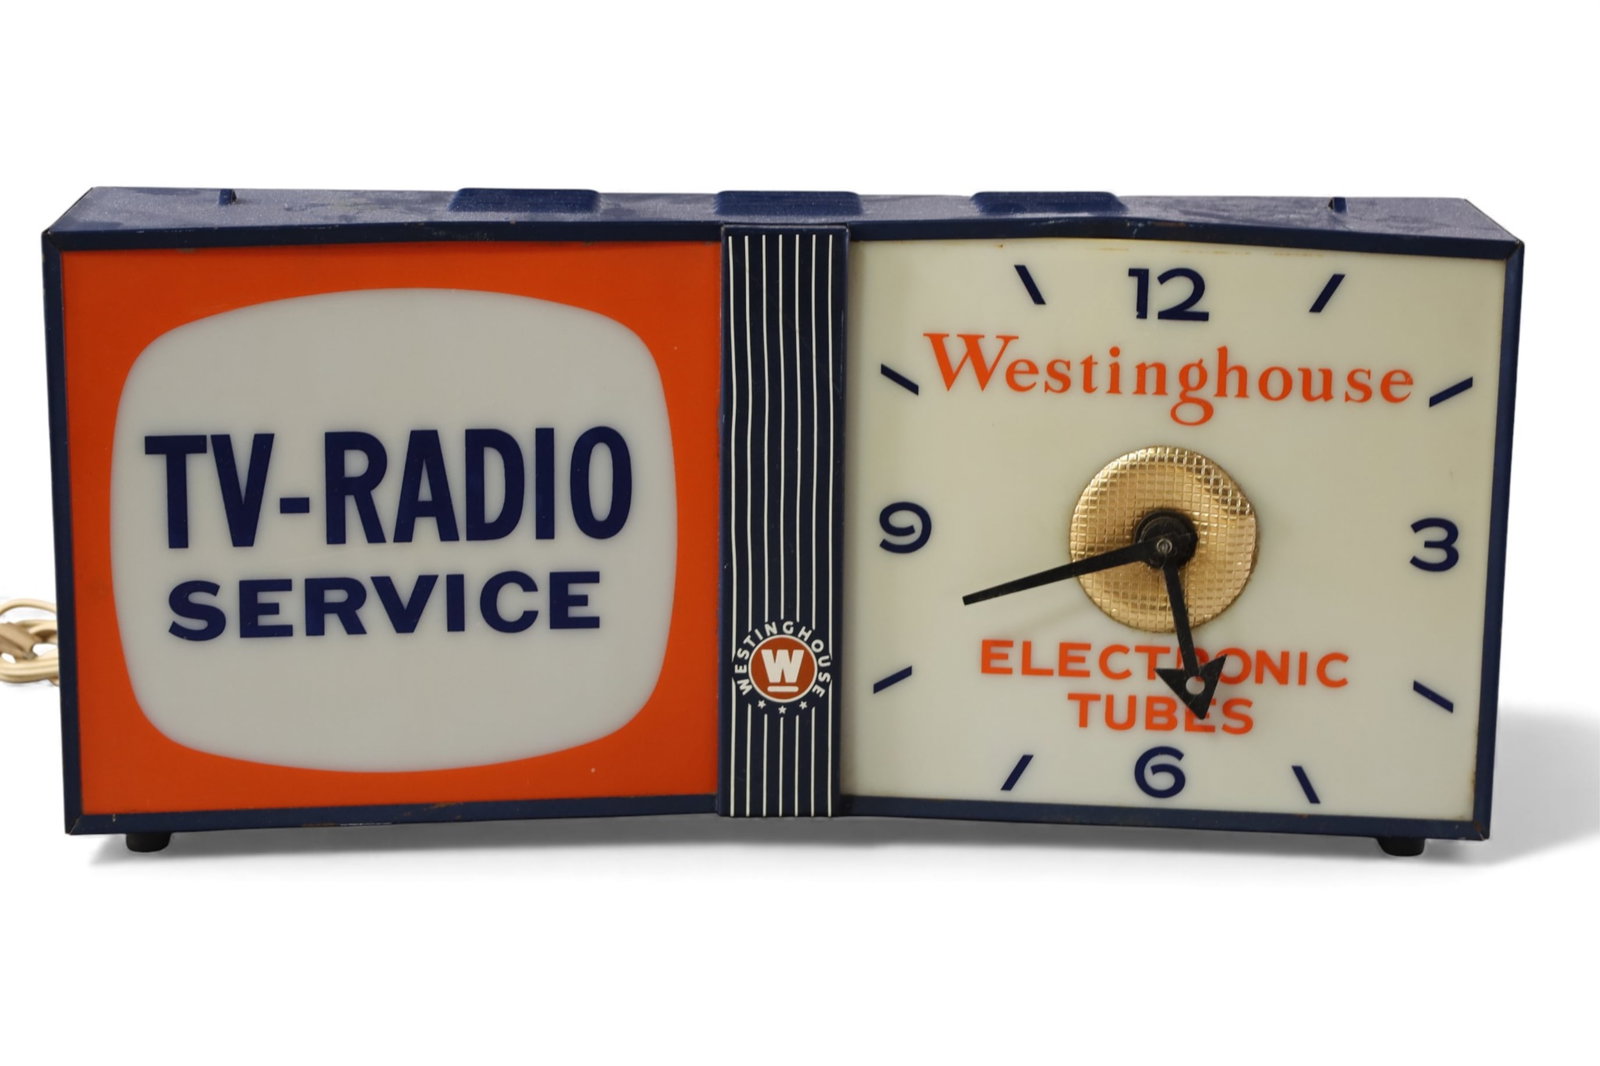 TV-RADIO
SERVICE
WESTINGHOUSE
W
12
Westinghouse
9
3
ELECTRONIC
TUBES
6